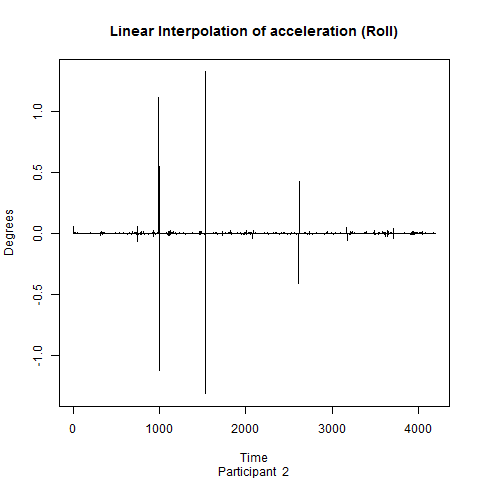 Linear Interpolation of acceleration (Roll)
1.0
0.5
0.0
-0.5
-1.0
Degrees
0 1000 2000 3000 4000
Time
Participant 2